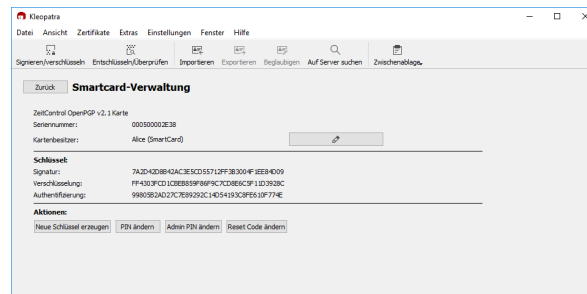 Kleopatra
Datei Ansicht Zertifikate Extras Einstellungen Fenster Hilfe
Signieren/verschlüsseln Entschlüsseln/Überprüfen Importieren Exportieren Beglaubigen Auf Server suchen Zwischenablage
Zurück Smartcard-Verwaltung
ZeitControl OpenPGP v2.1 Karte
Seriennummer: 000500002E38
Kartenbesitzer: Alice (SmartCard)
Schlüssel:
Signatur: 7A2D42D8B42AC3E5CD55712FF3B3004F1EE84D09
Verschlüsselung: FF4303FCD1CBEB859F86F9C7CD8E6C5F11D3928C
Authentifizierung: 99805B2AD27C7E89292C14D54193C8FE610F774E
Aktionen:
Neue Schlüssel erzeugen PIN ändern Admin PIN ändern Reset Code ändern